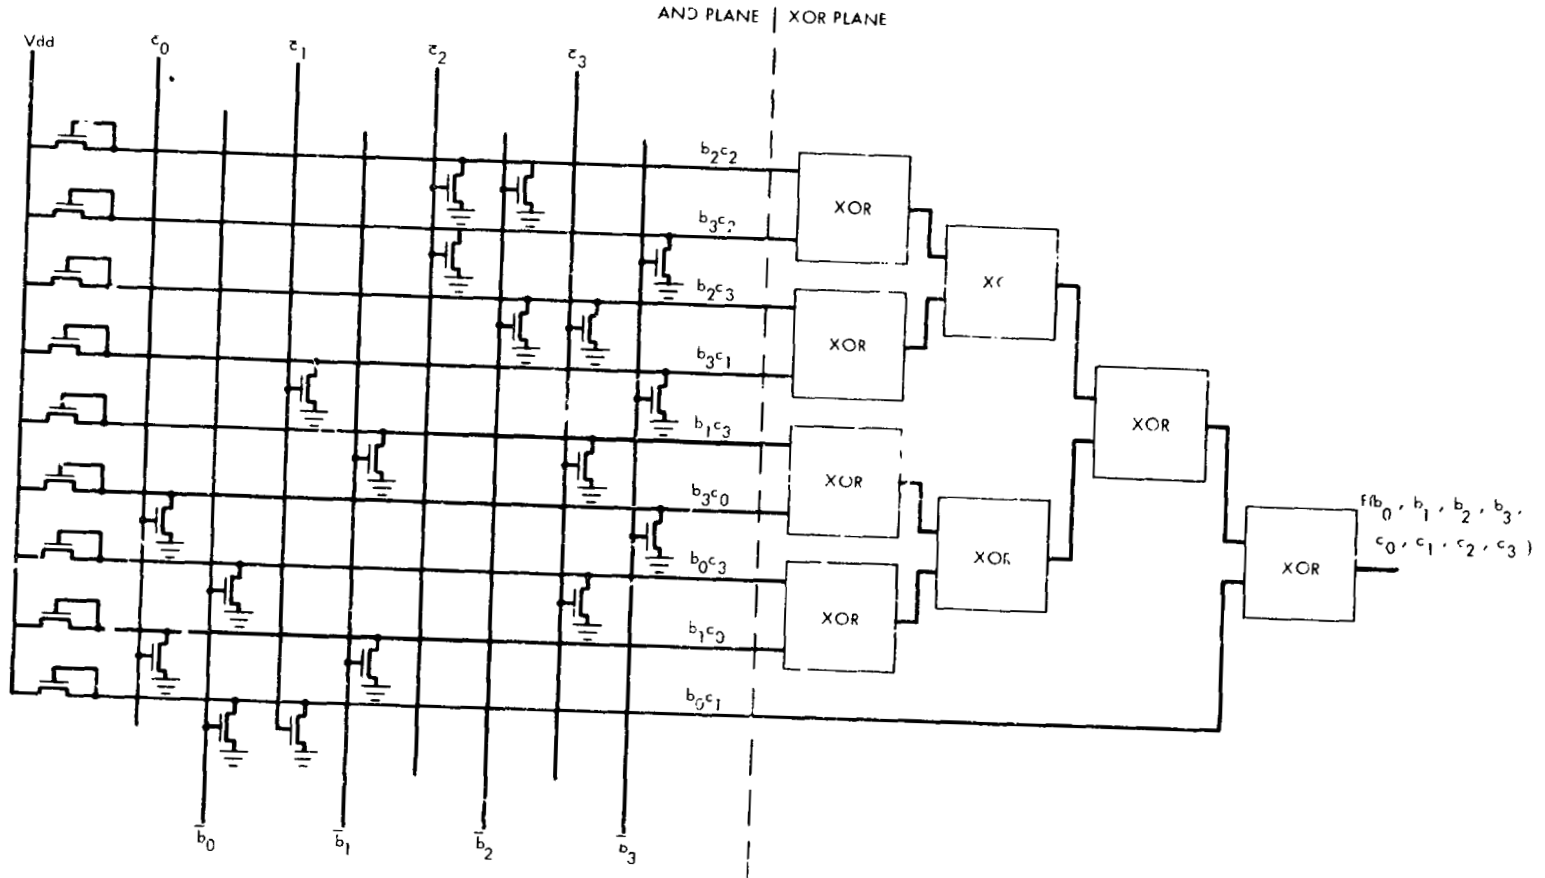 AND PLANE | XOR PLANE
Vdd
c̄₀
c̄₁
c̄₂
c̄₃
b₂c₂
XOR
b₃c₂
b₂c₃
XOR
b₃c₁
b₁c₃
XOR
XOR
b₃c₀
f(b₀, b₁, b₂, b₃,
c₀, c₁, c₂, c₃)
b₀c₃
XOR
XOR
XOR
b₁c₀
b₀c₁
b̄₀
b̄₁
b̄₂
b̄₃